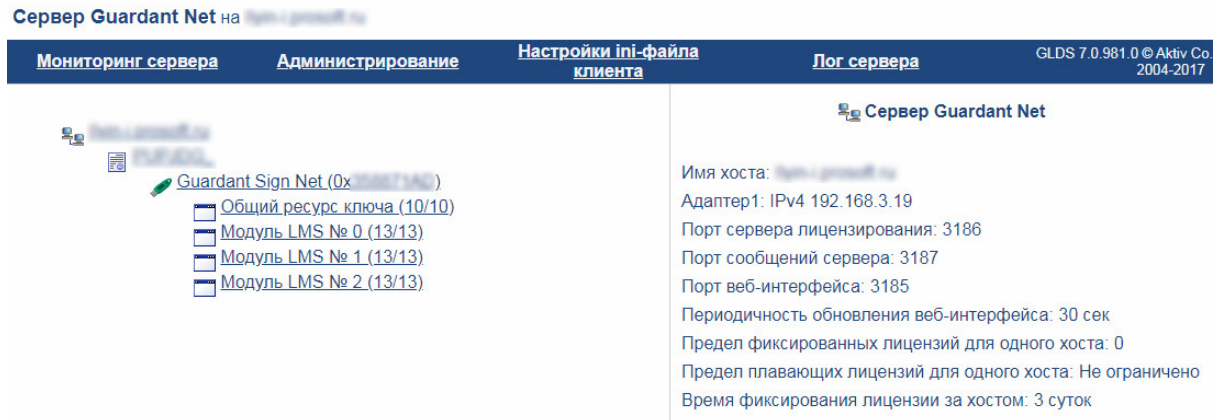 Сервер Guardant Net на
Мониторинг сервера
Администрирование
Настройки ini-файла
клиента
Лог сервера
GLDS 7.0.981.0 © Aktiv Co.
2004-2017
Guardant Sign Net (0x )
Общий ресурс ключа (10/10)
Модуль LMS № 0 (13/13)
Модуль LMS № 1 (13/13)
Модуль LMS № 2 (13/13)
Сервер Guardant Net
Имя хоста:
Адаптер1: IPv4 192.168.3.19
Порт сервера лицензирования: 3186
Порт сообщений сервера: 3187
Порт веб-интерфейса: 3185
Периодичность обновления веб-интерфейса: 30 сек
Предел фиксированных лицензий для одного хоста: 0
Предел плавающих лицензий для одного хоста: Не ограничено
Время фиксирования лицензии за хостом: 3 суток